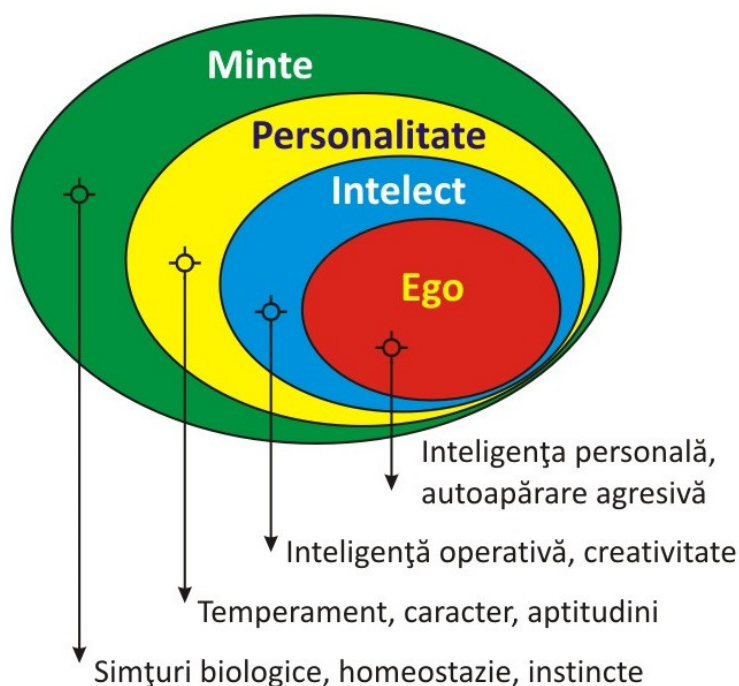 Minte
Personalitate
Intelect
Ego
Inteligenţa personală,
autoapărare agresivă
Inteligenţă operativă, creativitate
Temperament, caracter, aptitudini
Simţuri biologice, homeostazie, instincte